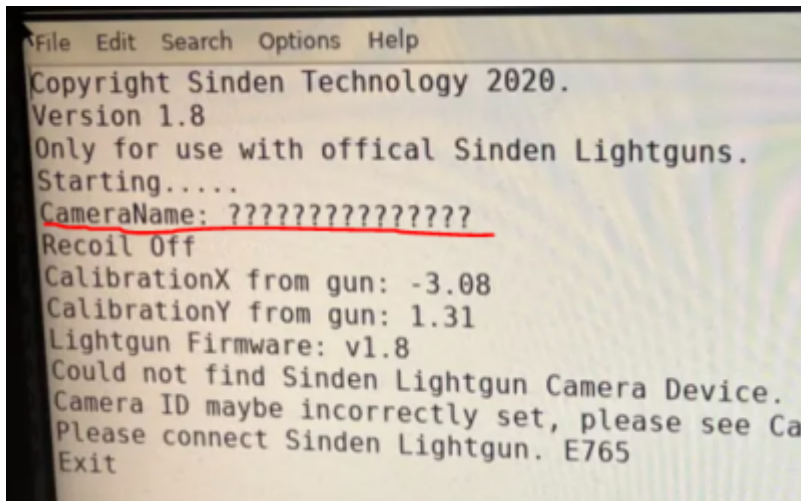 File Edit Search Options Help
Copyright Sinden Technology 2020.
Version 1.8
Only for use with offical Sinden Lightguns.
Starting.....
CameraName: ???????????????
Recoil Off
CalibrationX from gun: -3.08
CalibrationY from gun: 1.31
Lightgun Firmware: v1.8
Could not find Sinden Lightgun Camera Device.
Camera ID maybe incorrectly set, please see Ca
Please connect Sinden Lightgun. E765
Exit